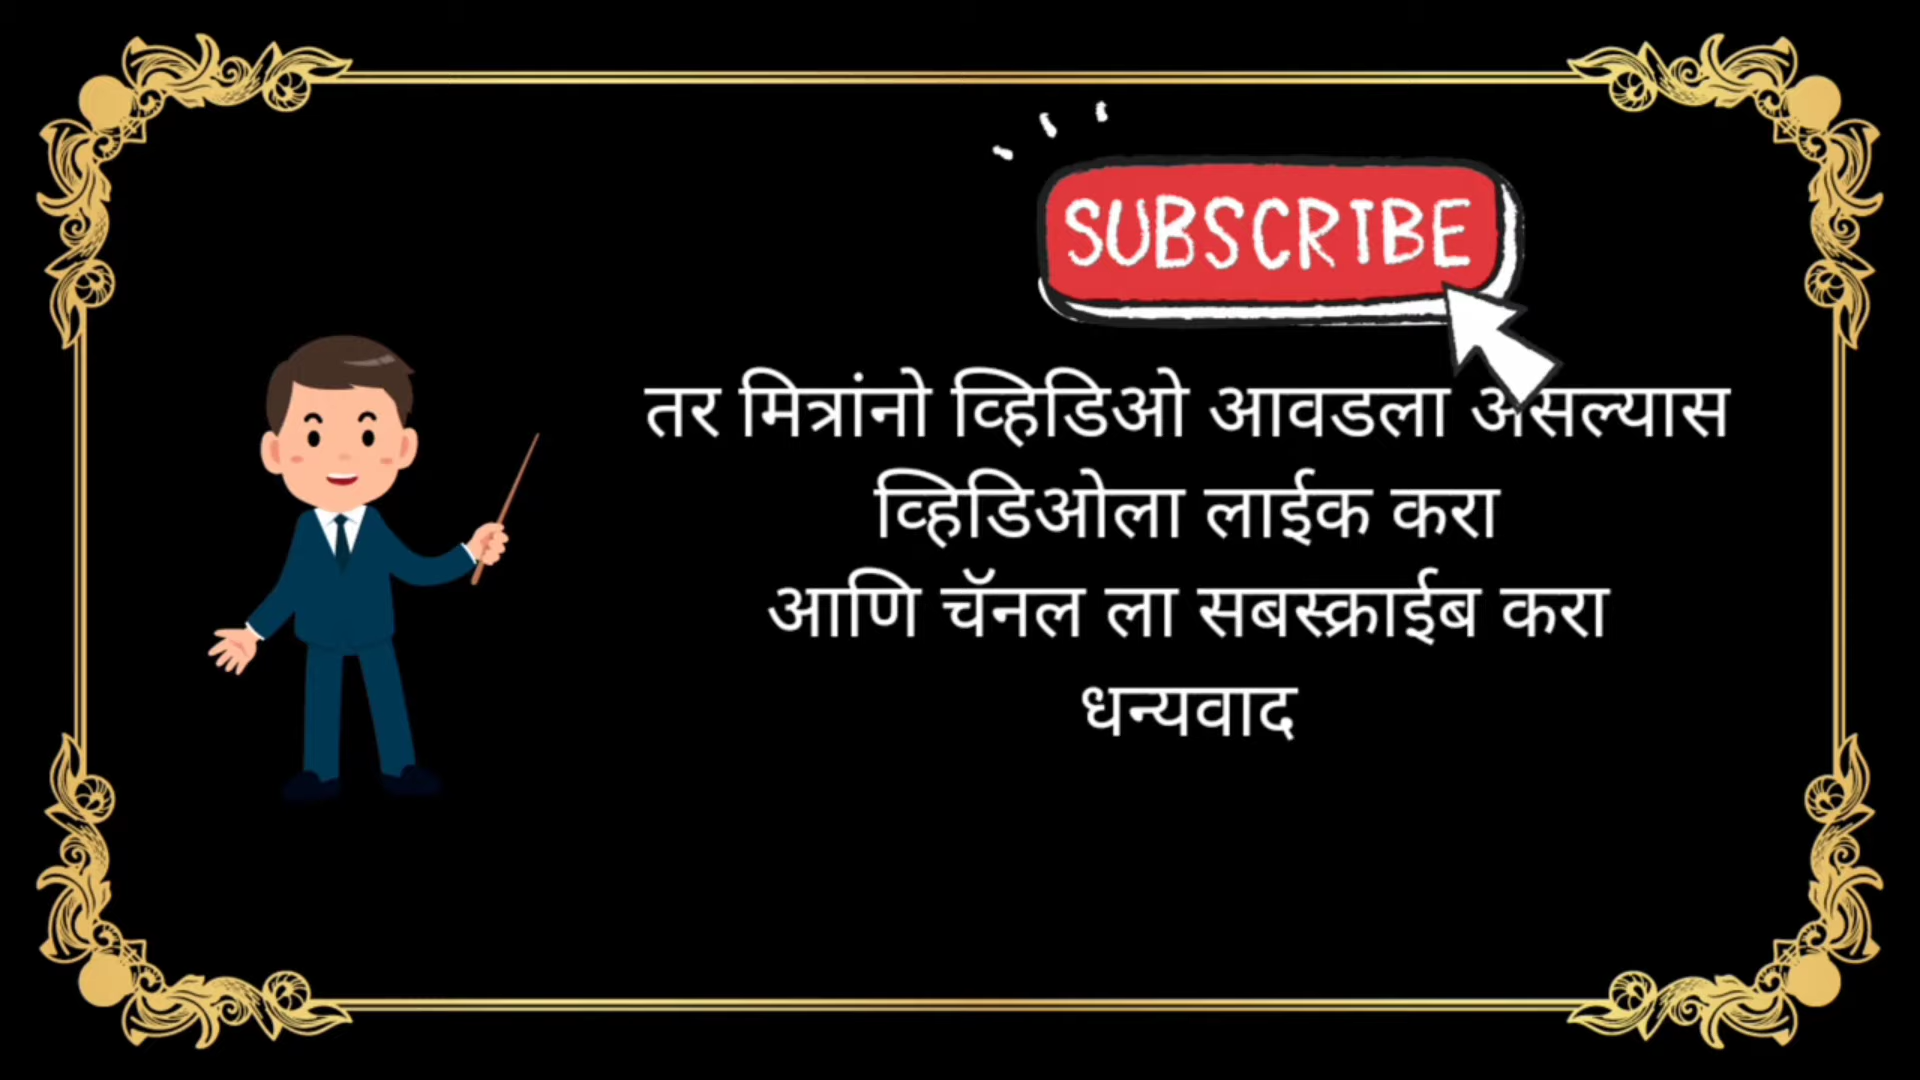 SUBSCRIBE
तर मित्रांनो व्हिडिओ आवडला असल्यास
व्हिडिओला लाईक करा
आणि चॅनल ला सबस्क्राईब करा
धन्यवाद